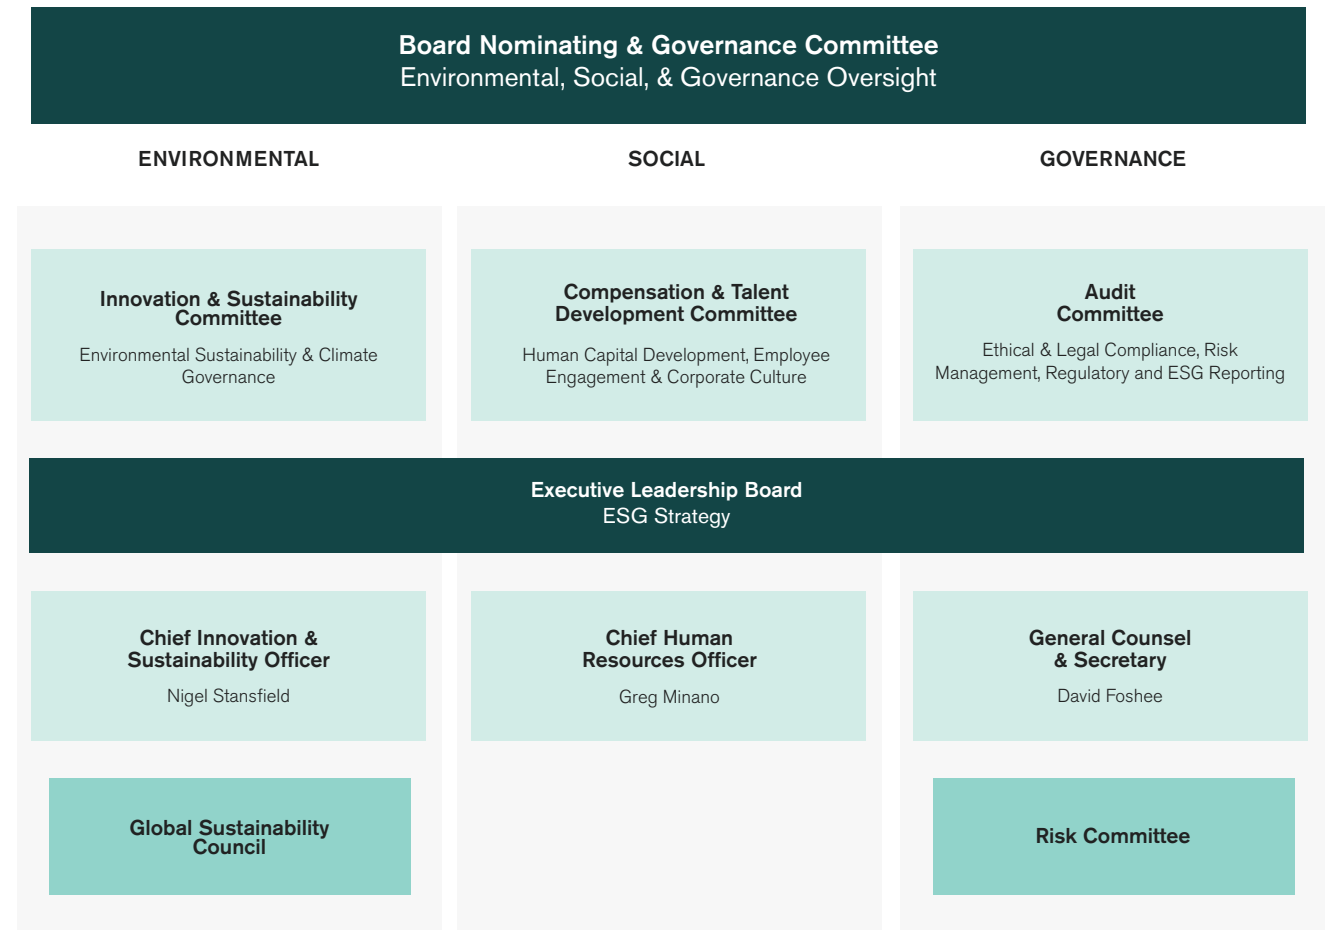 Board Nominating & Governance Committee
Environmental, Social, & Governance Oversight
ENVIRONMENTAL
SOCIAL
GOVERNANCE
Innovation & Sustainability
Committee
Environmental Sustainability & Climate
Governance
Compensation & Talent
Development Committee
Human Capital Development, Employee
Engagement & Corporate Culture
Audit
Committee
Ethical & Legal Compliance, Risk
Management, Regulatory and ESG Reporting
Executive Leadership Board
ESG Strategy
Chief Innovation &
Sustainability Officer
Nigel Stansfield
Chief Human
Resources Officer
Greg Minano
General Counsel
& Secretary
David Foshee
Global Sustainability
Council
Risk Committee